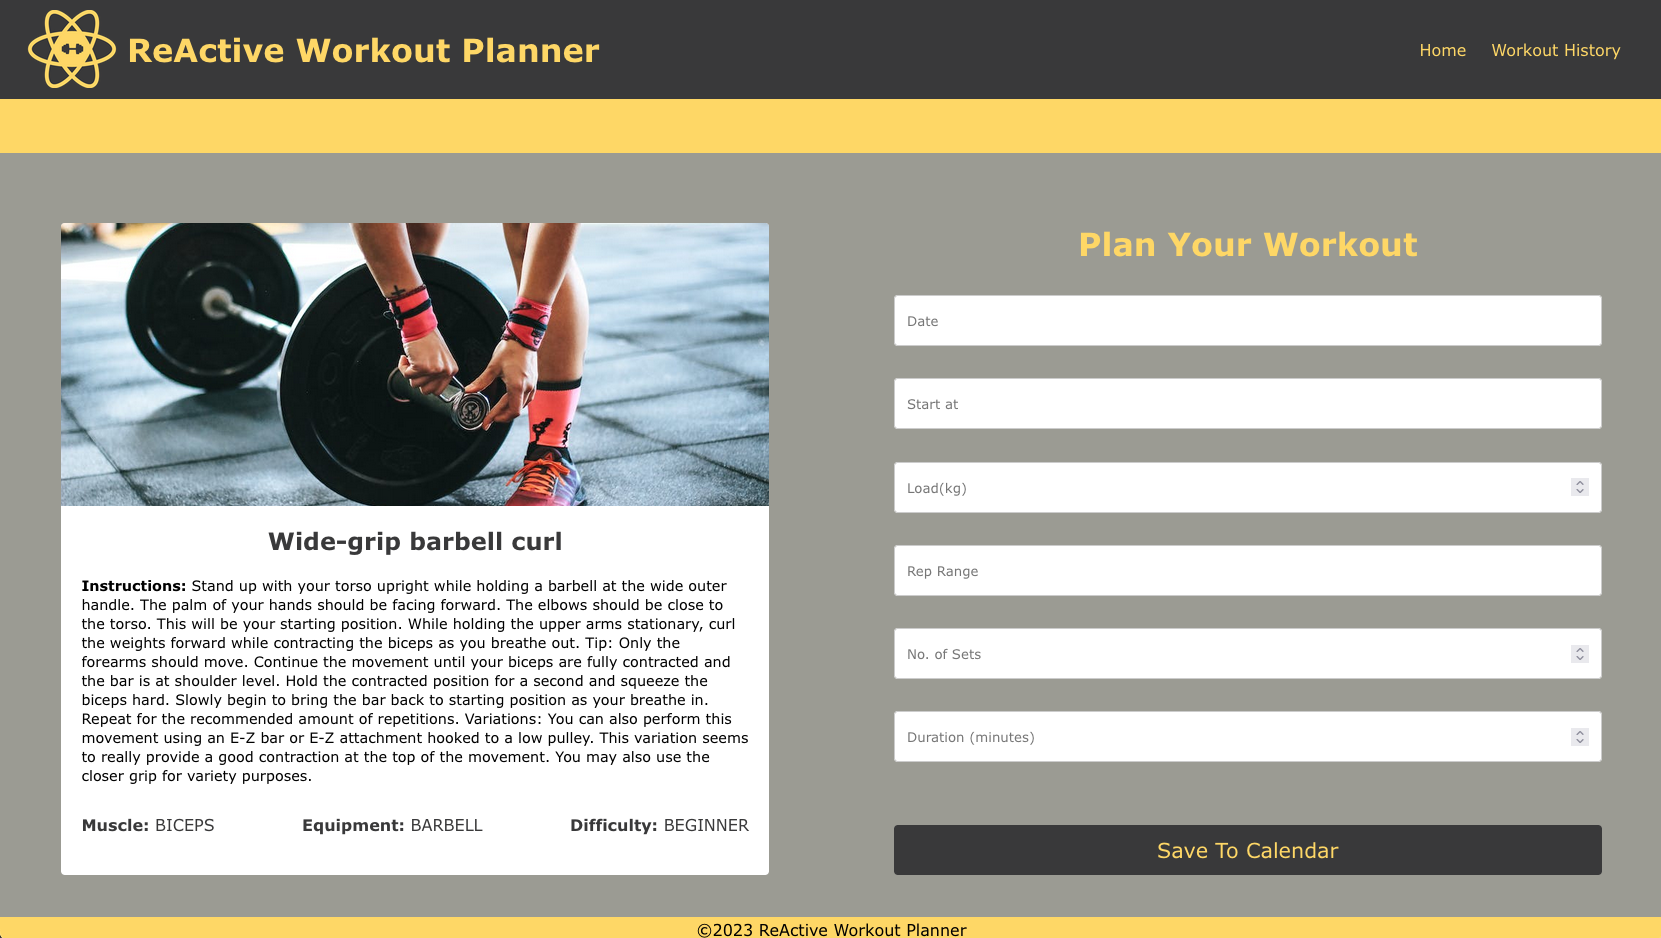 ReActive Workout Planner
Home
Workout History
Wide-grip barbell curl
Instructions: Stand up with your torso upright while holding a barbell at the wide outer
handle. The palm of your hands should be facing forward. The elbows should be close to
the torso. This will be your starting position. While holding the upper arms stationary, curl
the weights forward while contracting the biceps as you breathe out. Tip: Only the
forearms should move. Continue the movement until your biceps are fully contracted and
the bar is at shoulder level. Hold the contracted position for a second and squeeze the
biceps hard. Slowly begin to bring the bar back to starting position as your breathe in.
Repeat for the recommended amount of repetitions. Variations: You can also perform this
movement using an E-Z bar or E-Z attachment hooked to a low pulley. This variation seems
to really provide a good contraction at the top of the movement. You may also use the
closer grip for variety purposes.
Muscle: BICEPS
Equipment: BARBELL
Difficulty: BEGINNER
Plan Your Workout
Date
Start at
Load(kg)
Rep Range
No. of Sets
Duration (minutes)
Save To Calendar
©2023 ReActive Workout Planner